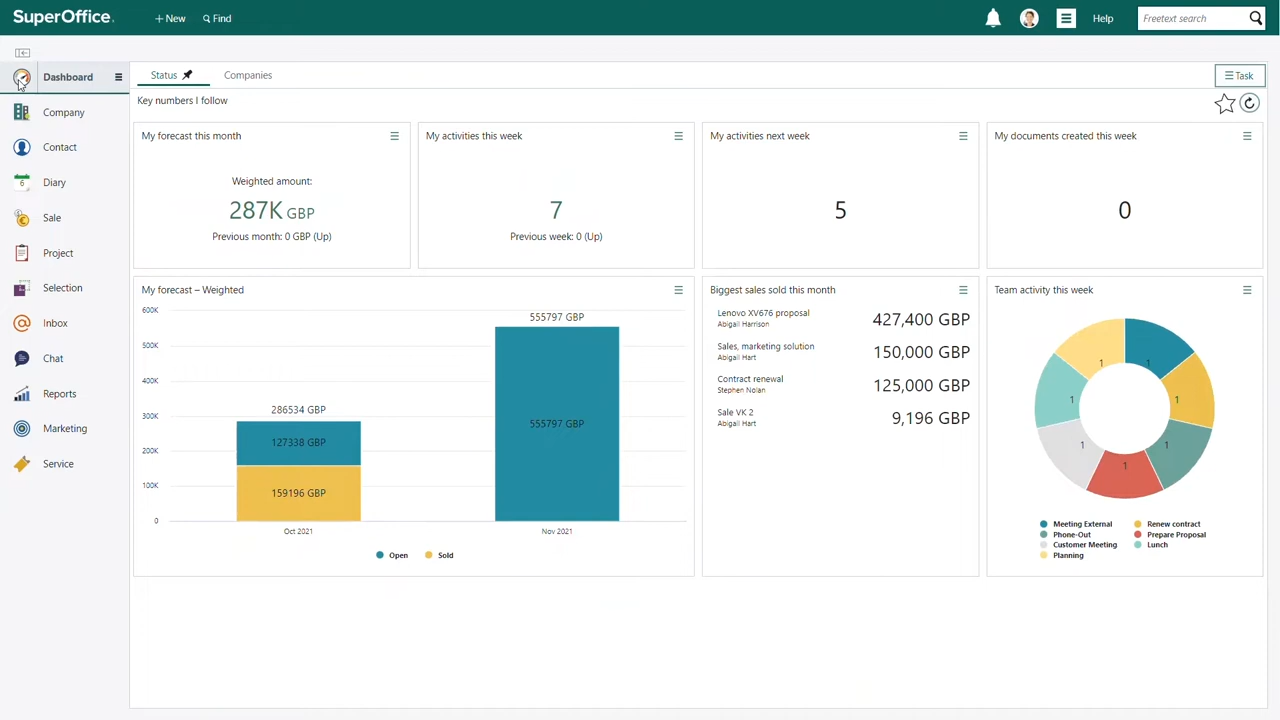 SuperOffice.
+ New
Find
Help
Freetext search
Dashboard
Company
Contact
6
Diary
Sale
Project
Selection
Inbox
Chat
Reports
Marketing
Service
Status
Companies
Task
Key numbers I follow
My forecast this month
Weighted amount:
287K GBP
Previous month: 0 GBP (Up)
My activities this week
7
Previous week: 0 (Up)
My activities next week
5
My documents created this week
0
My forecast – Weighted
600K
500K
400K
300K
200K
100K
0
286534 GBP
127338 GBP
159196 GBP
Oct 2021
555797 GBP
555797 GBP
Nov 2021
Open
Sold
Biggest sales sold this month
Lenovo XV676 proposal
Abigail Harrison
427,400 GBP
Sales, marketing solution
Abigail Hart
150,000 GBP
Contract renewal
Stephen Nolan
125,000 GBP
Sale VK 2
Abigail Hart
9,196 GBP
Team activity this week
1
1
1
1
1
1
1
Meeting External
Renew contract
Phone-Out
Prepare Proposal
Customer Meeting
Lunch
Planning